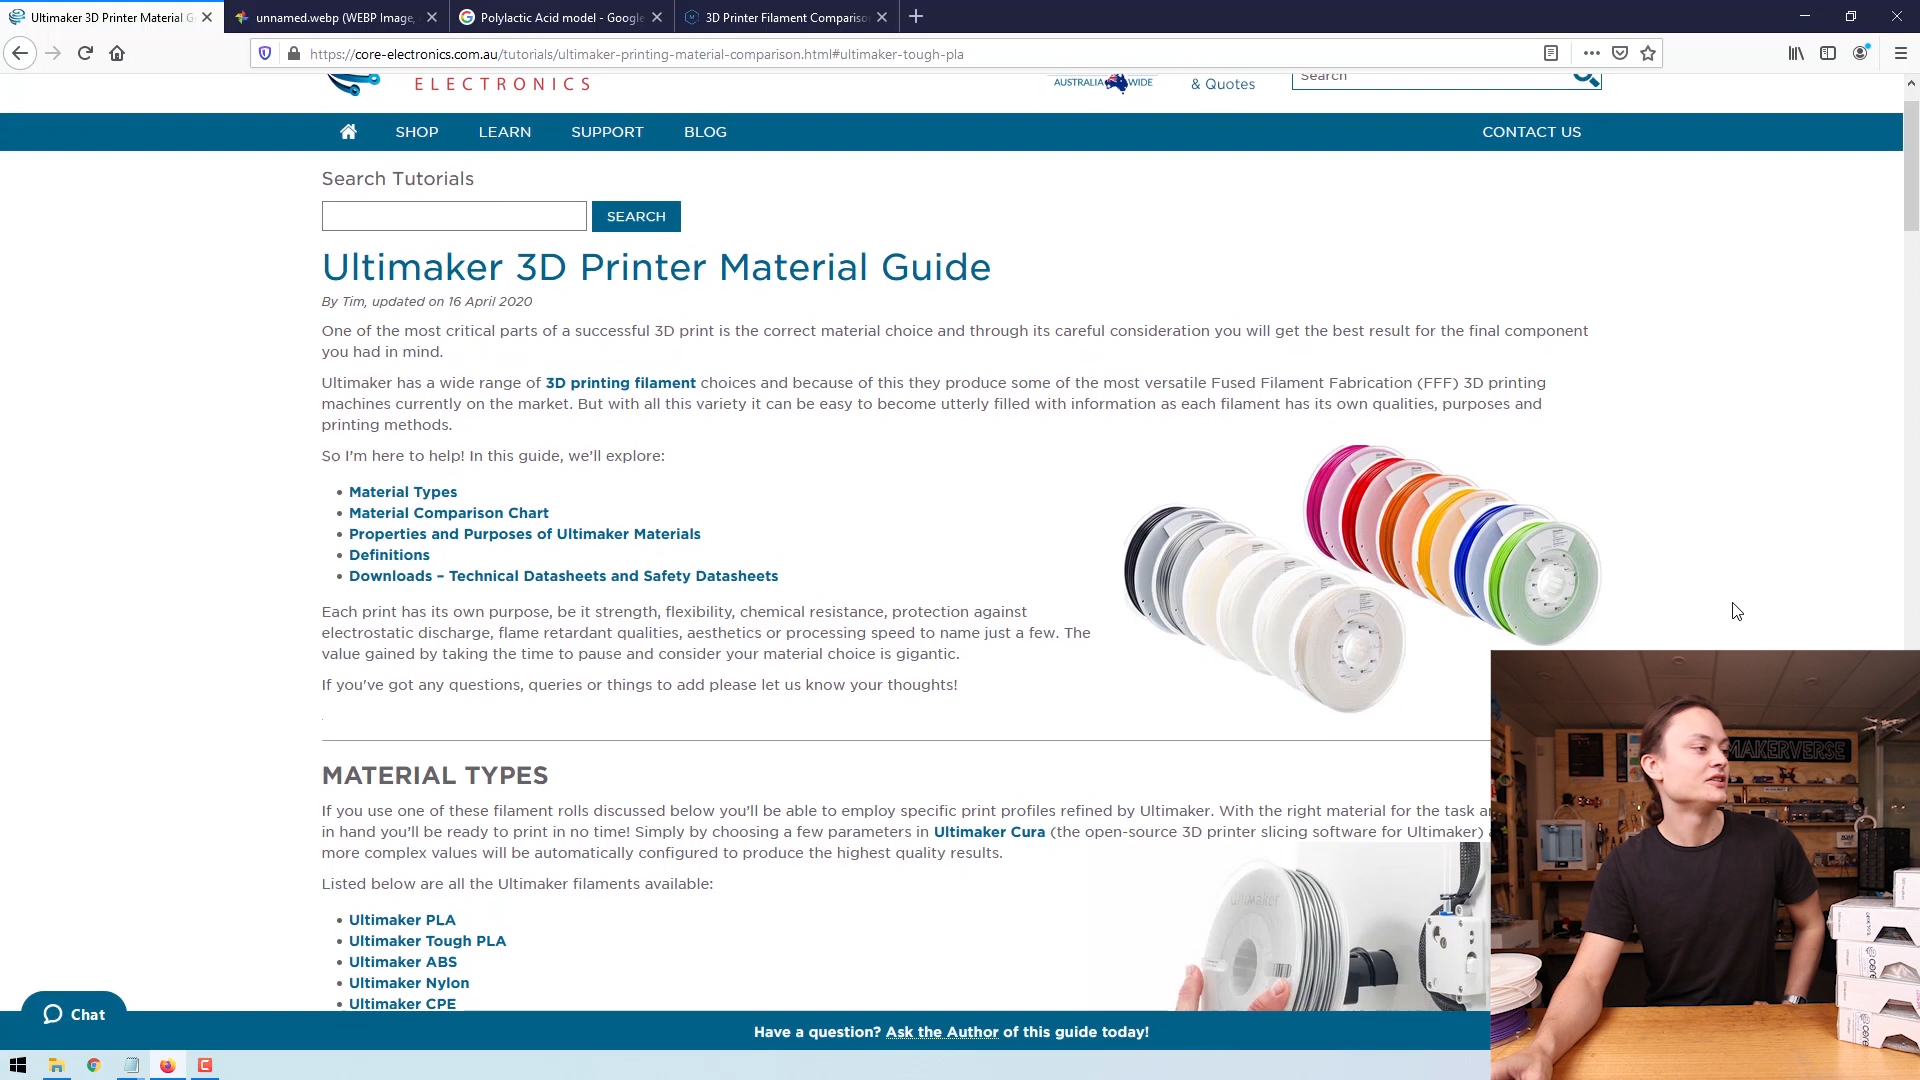 Ultimaker 3D Printer Material G
unnamed.webp (WEBP Image,
Polylactic Acid model - Google
3D Printer Filament Compariso
https://core-electronics.com.au/tutorials/ultimaker-printing-material-comparison.html#ultimaker-tough-pla
ELECTRONICS
AUSTRALIA WIDE
& Quotes
Search
SHOP
LEARN
SUPPORT
BLOG
CONTACT US
Search Tutorials
SEARCH
Ultimaker 3D Printer Material Guide
By Tim, updated on 16 April 2020
One of the most critical parts of a successful 3D print is the correct material choice and through its careful consideration you will get the best result for the final component
you had in mind.
Ultimaker has a wide range of 3D printing filament choices and because of this they produce some of the most versatile Fused Filament Fabrication (FFF) 3D printing
machines currently on the market. But with all this variety it can be easy to become utterly filled with information as each filament has its own qualities, purposes and
printing methods.
So I'm here to help! In this guide, we'll explore:
• Material Types
• Material Comparison Chart
• Properties and Purposes of Ultimaker Materials
• Definitions
• Downloads – Technical Datasheets and Safety Datasheets
Each print has its own purpose, be it strength, flexibility, chemical resistance, protection against
electrostatic discharge, flame retardant qualities, aesthetics or processing speed to name just a few. The
value gained by taking the time to pause and consider your material choice is gigantic.
If you've got any questions, queries or things to add please let us know your thoughts!
MATERIAL TYPES
If you use one of these filament rolls discussed below you'll be able to employ specific print profiles refined by Ultimaker. With the right material for the task a
in hand you'll be ready to print in no time! Simply by choosing a few parameters in Ultimaker Cura (the open-source 3D printer slicing software for Ultimaker)
more complex values will be automatically configured to produce the highest quality results.
Listed below are all the Ultimaker filaments available:
• Ultimaker PLA
• Ultimaker Tough PLA
• Ultimaker ABS
• Ultimaker Nylon
• Ultimaker CPE
Ultimaker
MAKERVERSE
Chat
Have a question? Ask the Author of this guide today!